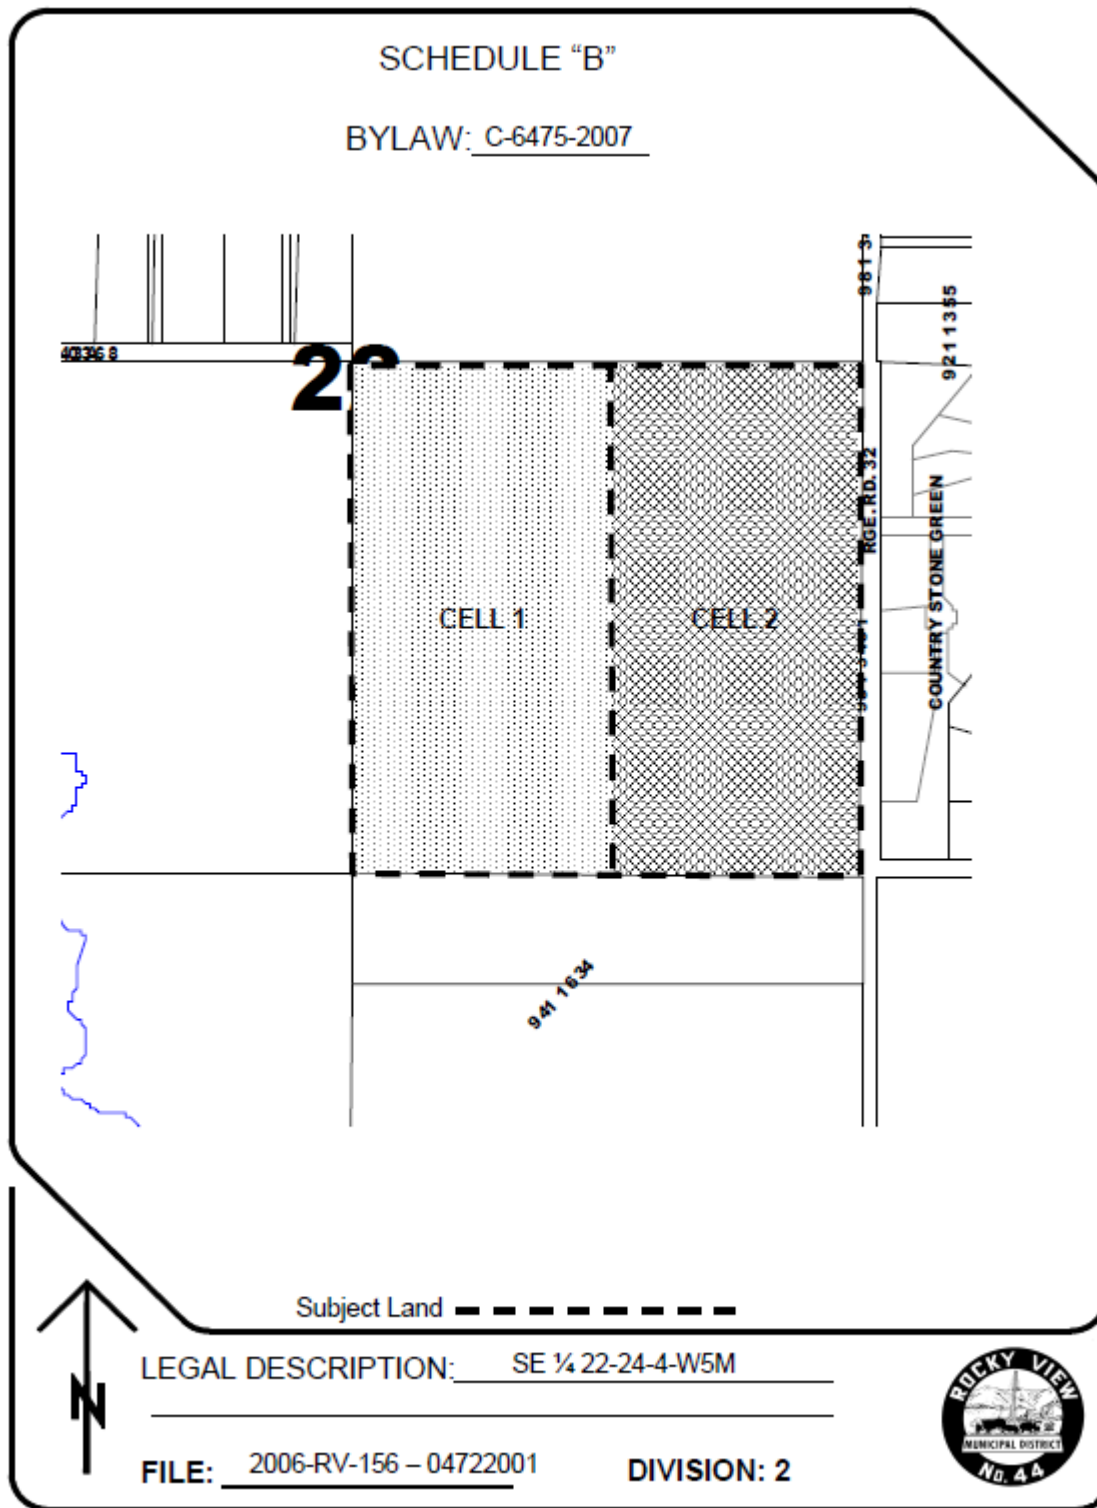 SCHEDULE “B”
BYLAW: C-6475-2007
981 3
9211355
22
RGE. RD. 32
COUNTRY STONE GREEN
CELL 1
CELL 2
941 1634
Subject Land
N
LEGAL DESCRIPTION: SE ¼ 22-24-4-W5M
FILE: 2006-RV-156 – 04722001
DIVISION: 2
ROCKY VIEW
MUNICIPAL DISTRICT
No. 44